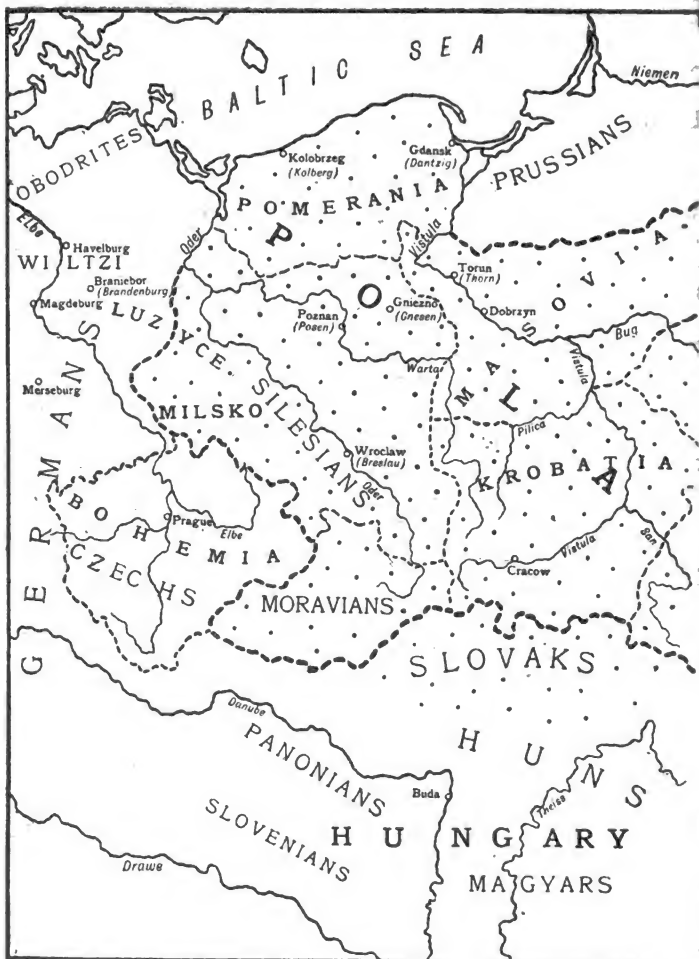 BALTIC SEA
Niemen
OBODRITES
Kolobrzeg
(Kolberg)
Gdansk
(Dantzig)
PRUSSIANS
POMERANIA
Elbe
Havelburg
WILTZI
Oder
Vistula
Braniebor
(Brandenburg)
Magdeburg
LUZYCE
Torun
(Thorn)
MASOVIA
Gniezno
(Gnesen)
Dobrzyn
Poznan
(Posen)
Bug
Warta
Vistula
Merseburg
MILSKO
SILESIANS
POLA
Pilica
Wroclaw
(Breslau)
Oder
KROBATIA
GERMANS
BOHEMIA
Prague
Elbe
CZECHS
Vistula
San
Cracow
MORAVIANS
SLOVAKS
Danube
HUNS
PANONIANS
Buda
Theiss
SLOVENIANS
HUNGARY
Drawe
MAGYARS